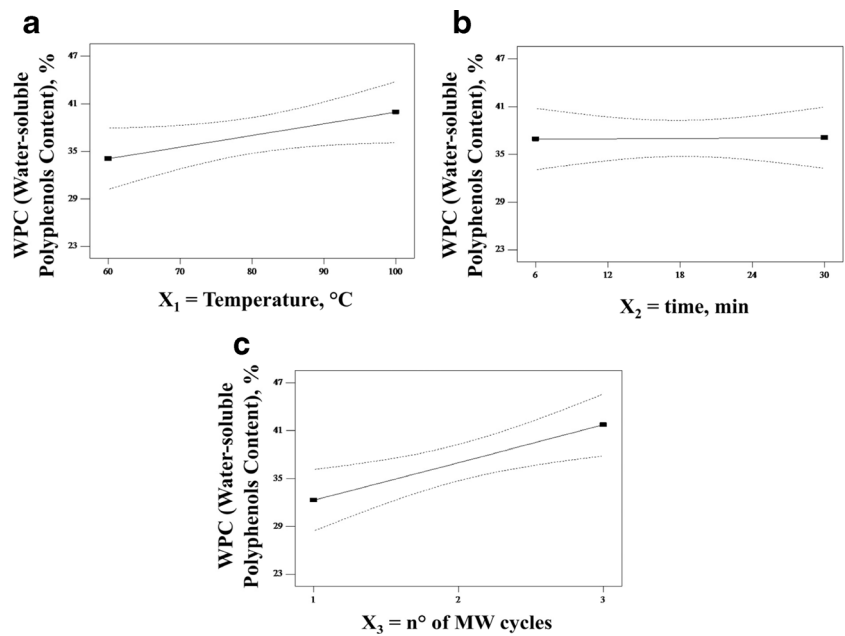 a
WPC (Water-soluble
Polyphenols Content), %
47
41
35
29
23
60 70 80 90 100
X₁ = Temperature, °C
b
WPC (Water-soluble
Polyphenols Content), %
47
41
35
29
23
6 12 18 24 30
X₂ = time, min
c
WPC (Water-soluble
Polyphenols Content), %
47
41
35
29
23
1 2 3
X₃ = n° of MW cycles